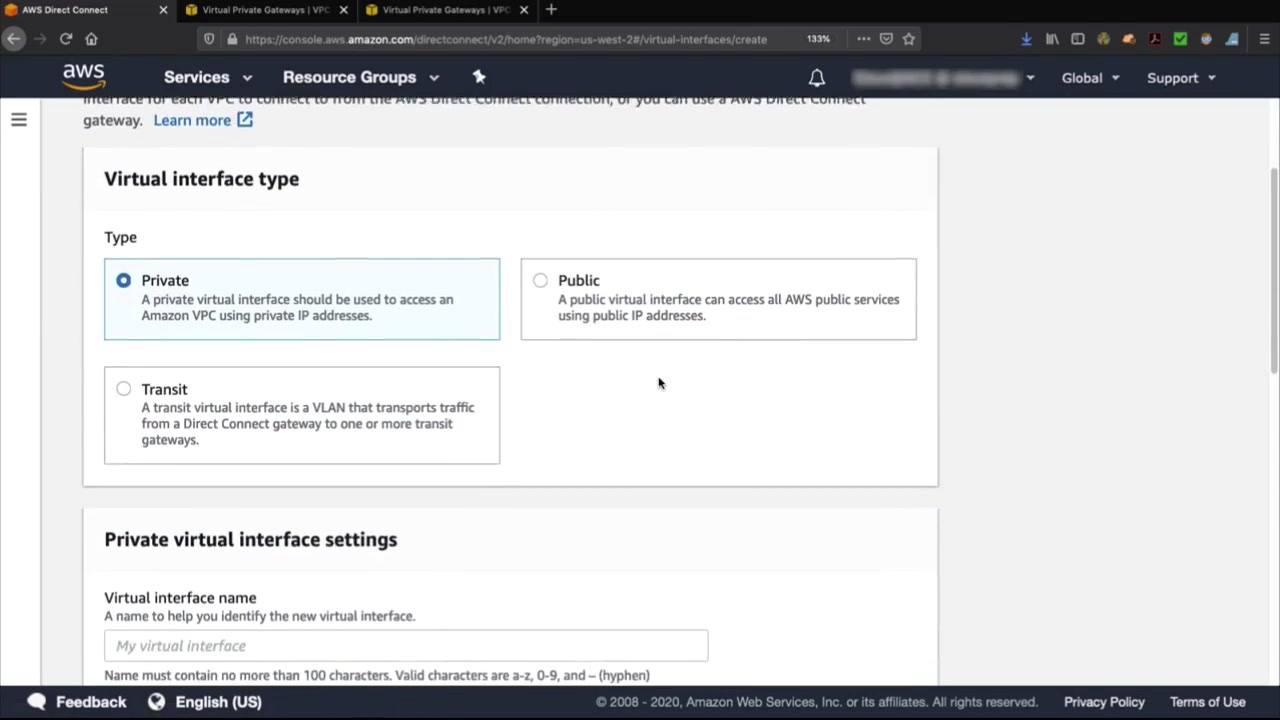 AWS Direct Connect
Virtual Private Gateways | VPC
Virtual Private Gateways | VPC
https://console.aws.amazon.com/directconnect/v2/home?region=us-west-2#/virtual-interfaces/create
133%
aws
Services
Resource Groups
Global
Support
interface for each VPC to connect to from the AWS Direct Connect connection, or you can use a AWS Direct Connect
gateway. Learn more
Virtual interface type
Type
Private
A private virtual interface should be used to access an
Amazon VPC using private IP addresses.
Public
A public virtual interface can access all AWS public services
using public IP addresses.
Transit
A transit virtual interface is a VLAN that transports traffic
from a Direct Connect gateway to one or more transit
gateways.
Private virtual interface settings
Virtual interface name
A name to help you identify the new virtual interface.
My virtual interface
Name must contain no more than 100 characters. Valid characters are a-z, 0-9, and – (hyphen)
Feedback
English (US)
© 2008 - 2020, Amazon Web Services, Inc. or its affiliates. All rights reserved.
Privacy Policy
Terms of Use